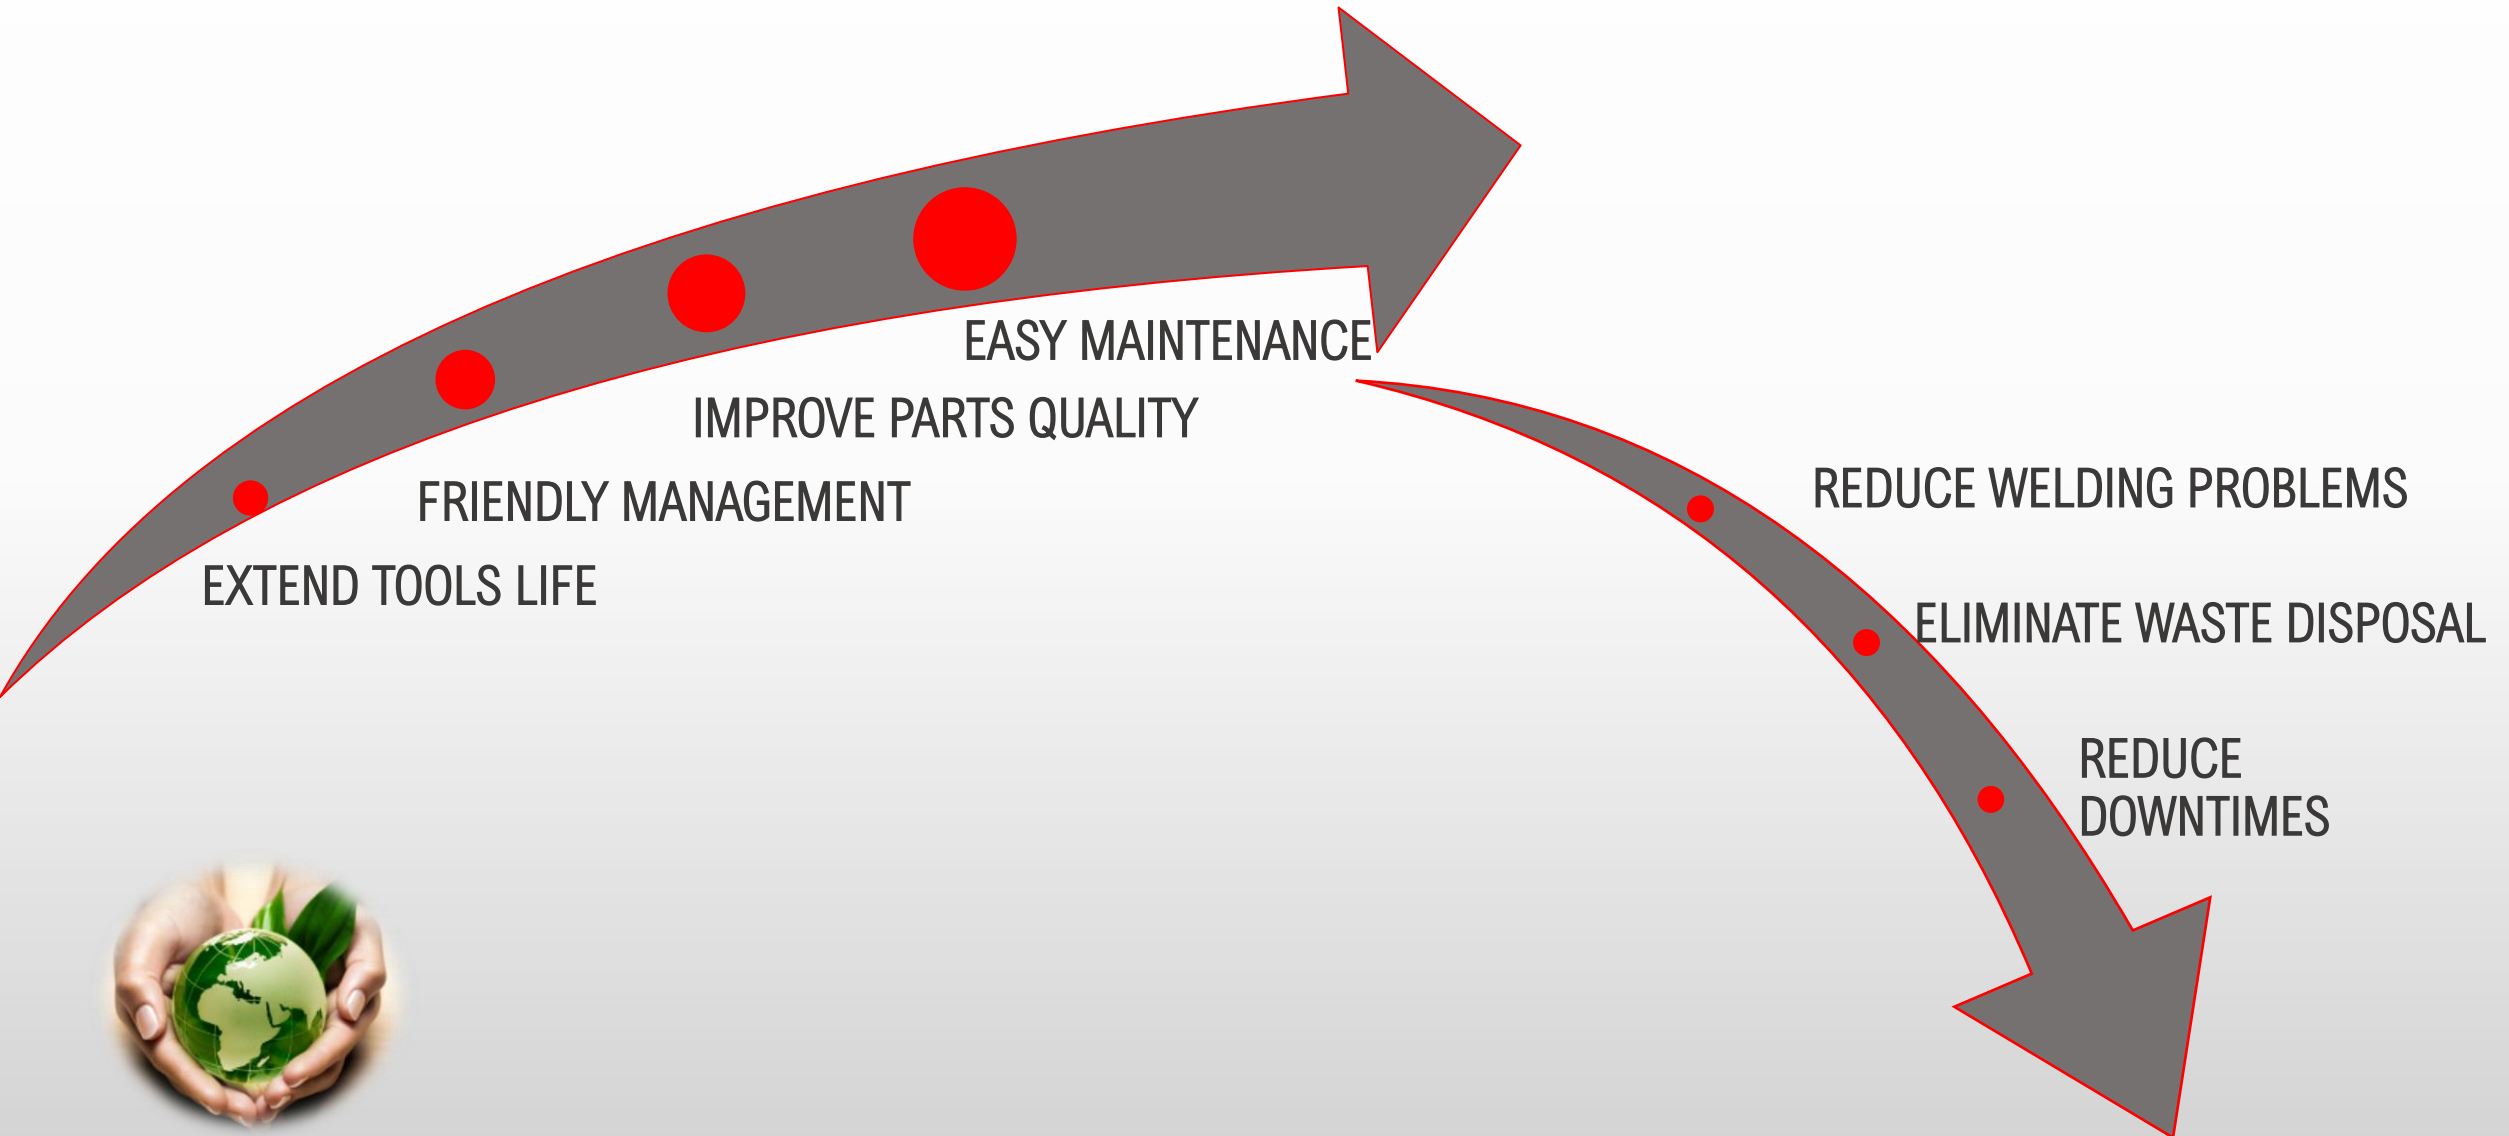 EASY MAINTENANCE
IMPROVE PARTS QUALITY
FRIENDLY MANAGEMENT
EXTEND TOOLS LIFE
REDUCE WELDING PROBLEMS
ELIMINATE WASTE DISPOSAL
REDUCE
DOWNTIMES